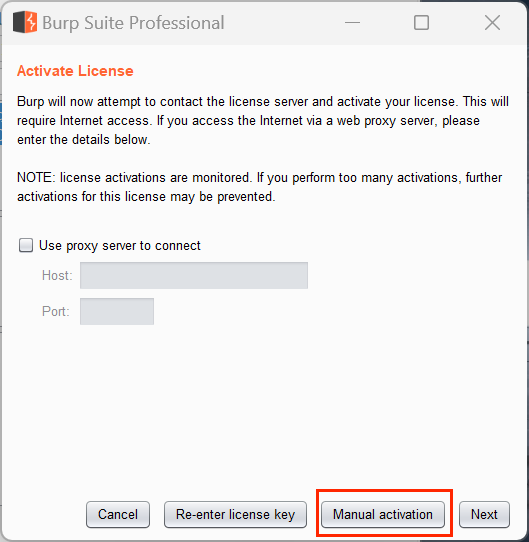 Burp Suite Professional
Activate License
Burp will now attempt to contact the license server and activate your license. This will
require Internet access. If you access the Internet via a web proxy server, please
enter the details below.
NOTE: license activations are monitored. If you perform too many activations, further
activations for this license may be prevented.
Use proxy server to connect
Host:
Port:
Cancel Re-enter license key Manual activation Next